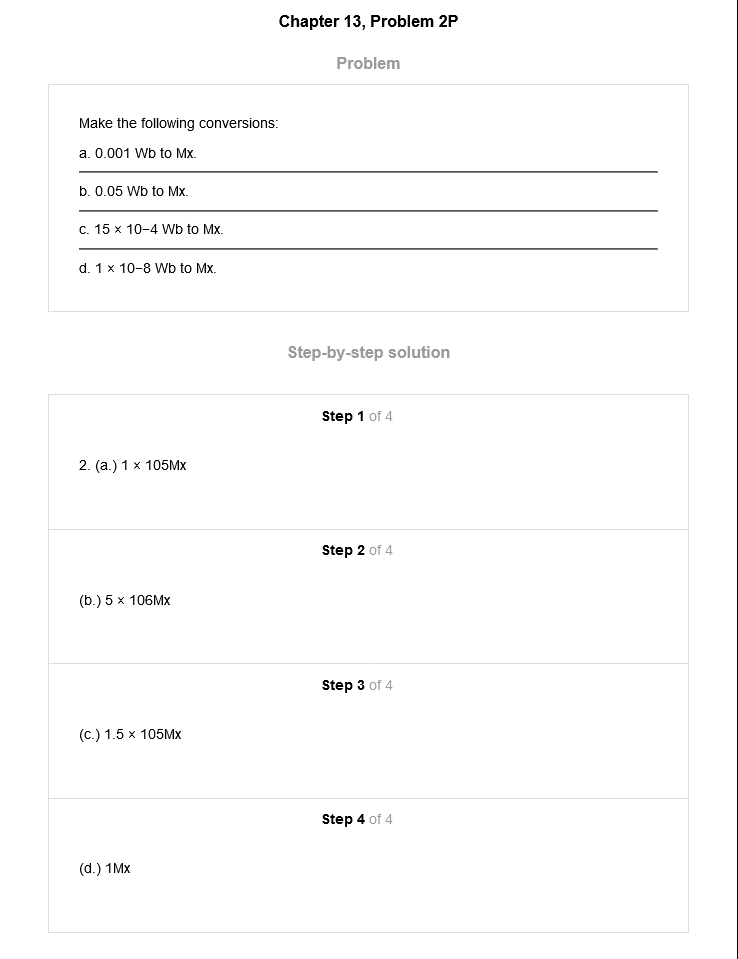 Chapter 13, Problem 2P
Problem
Make the following conversions:
a. 0.001 Wb to Mx.
b. 0.05 Wb to Mx.
c. 15 × 10−4 Wb to Mx.
d. 1 × 10−8 Wb to Mx.
Step-by-step solution
Step 1 of 4
2. (a.) 1 × 105Mx
Step 2 of 4
(b.) 5 × 106Mx
Step 3 of 4
(c.) 1.5 × 105Mx
Step 4 of 4
(d.) 1Mx